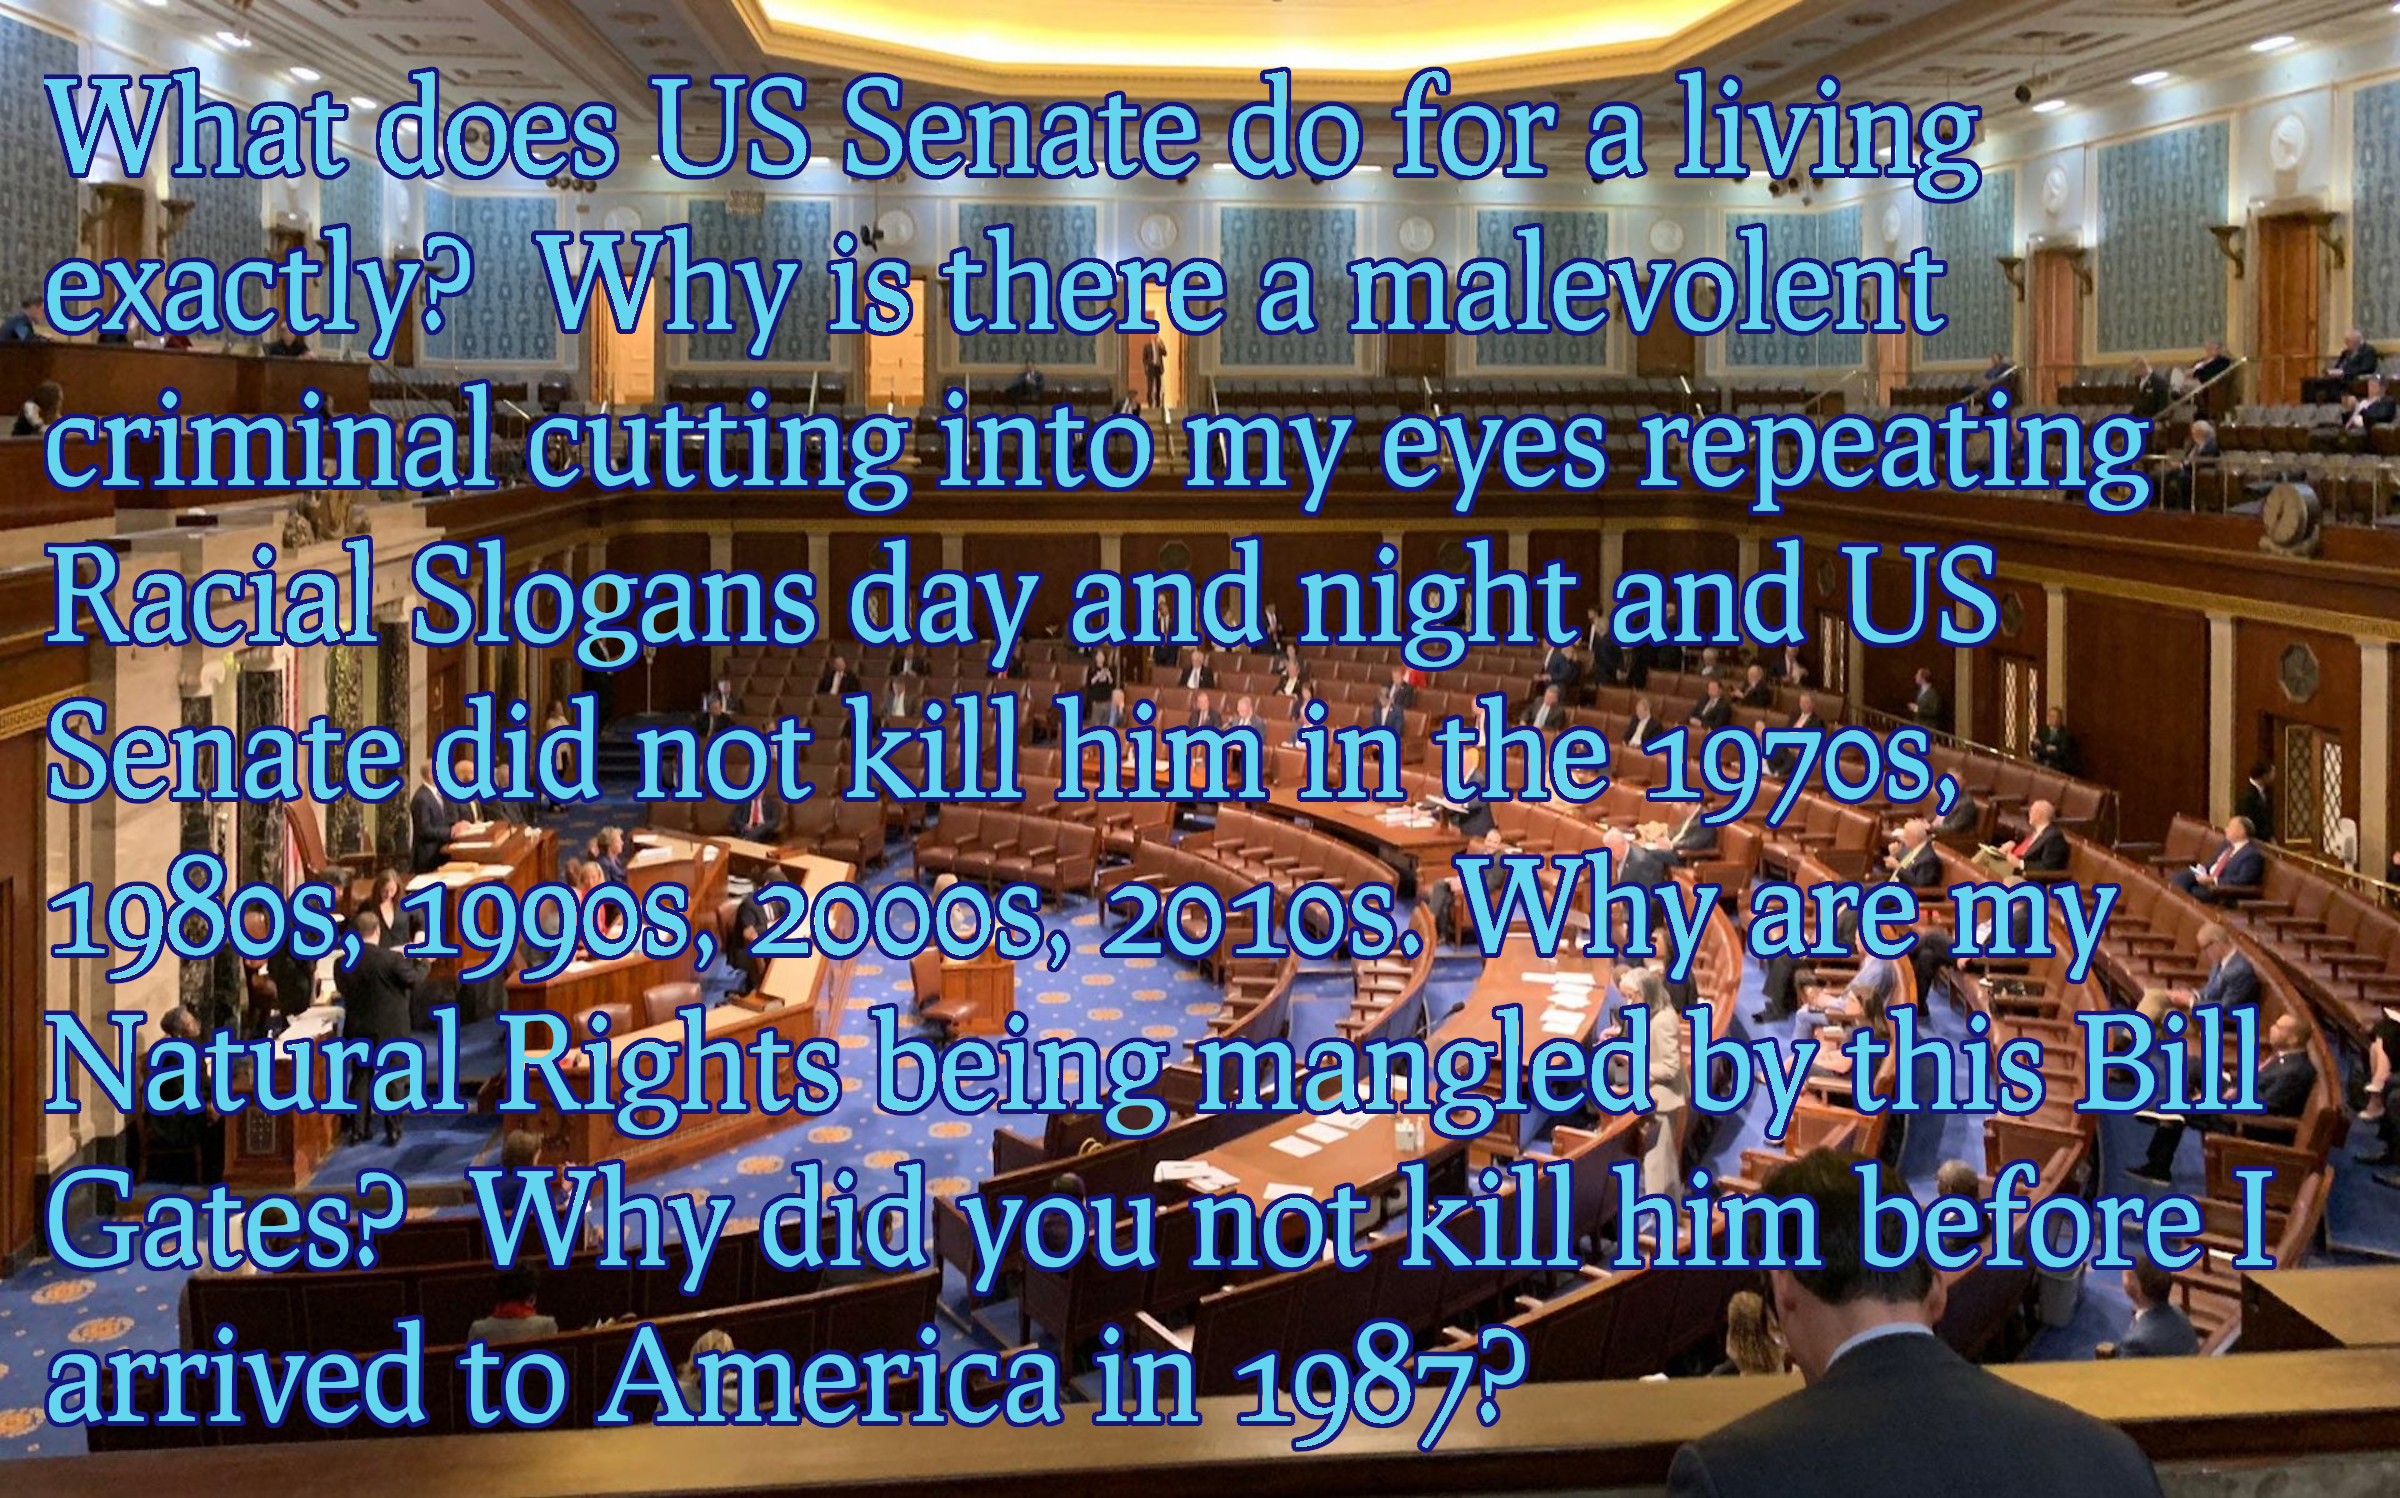 What does US Senate do for a living
exactly?  Why is there a malevolent
criminal cutting into my eyes repeating
Racial Slogans day and night and US
Senate did not kill him in the 1970s,
1980s, 1990s, 2000s, 2010s. Why are my
Natural Rights being mangled by this Bill
Gates?  Why did you not kill him before I
arrived to America in 1987?